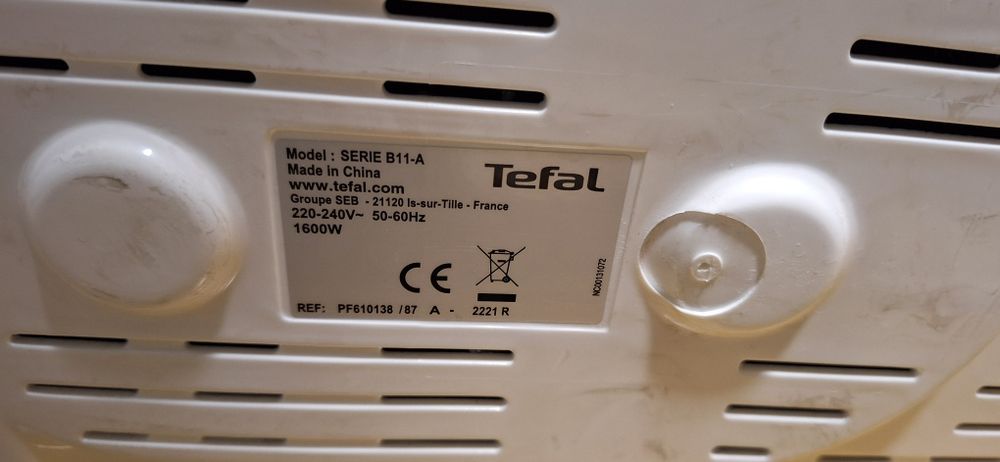 Model : SERIE B11-A
Made in China
www.tefal.com
Groupe SEB - 21120 Is-sur-Tille - France
220-240V~ 50-60Hz
1600W
Tefal
CE
NC00131072
REF: PF610138 /87 A - 2221 R